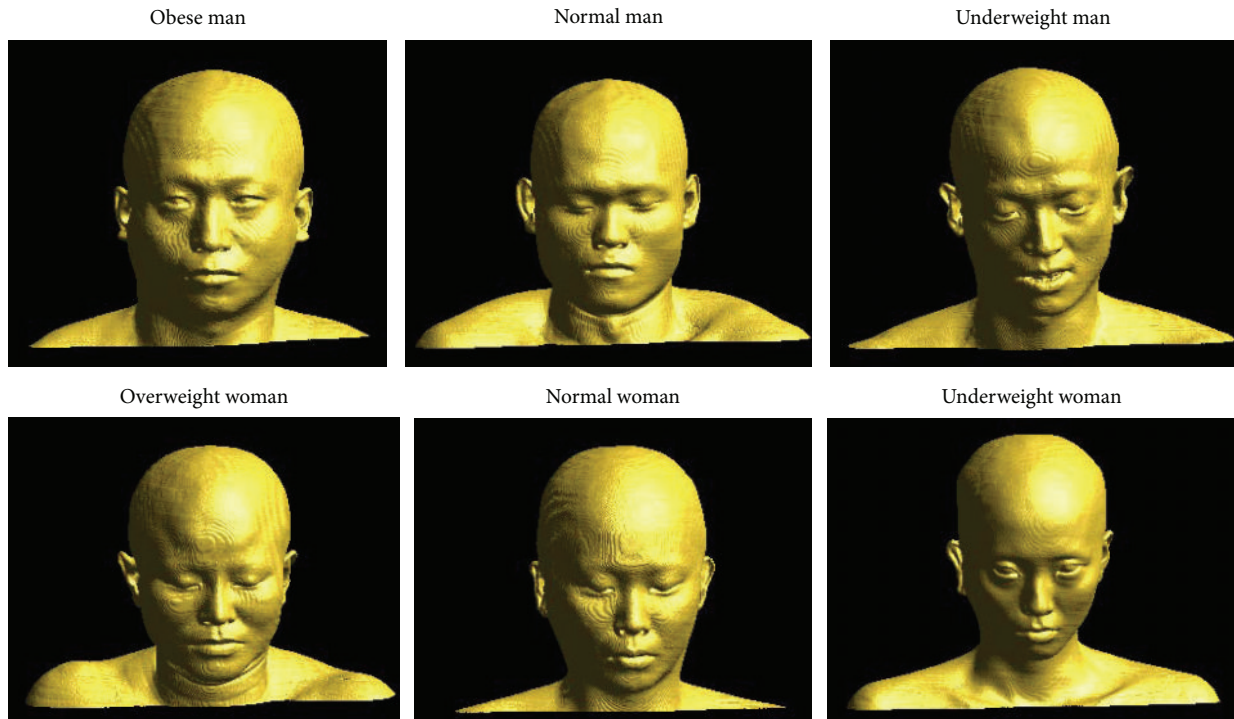 Obese man
Normal man
Underweight man
Overweight woman
Normal woman
Underweight woman